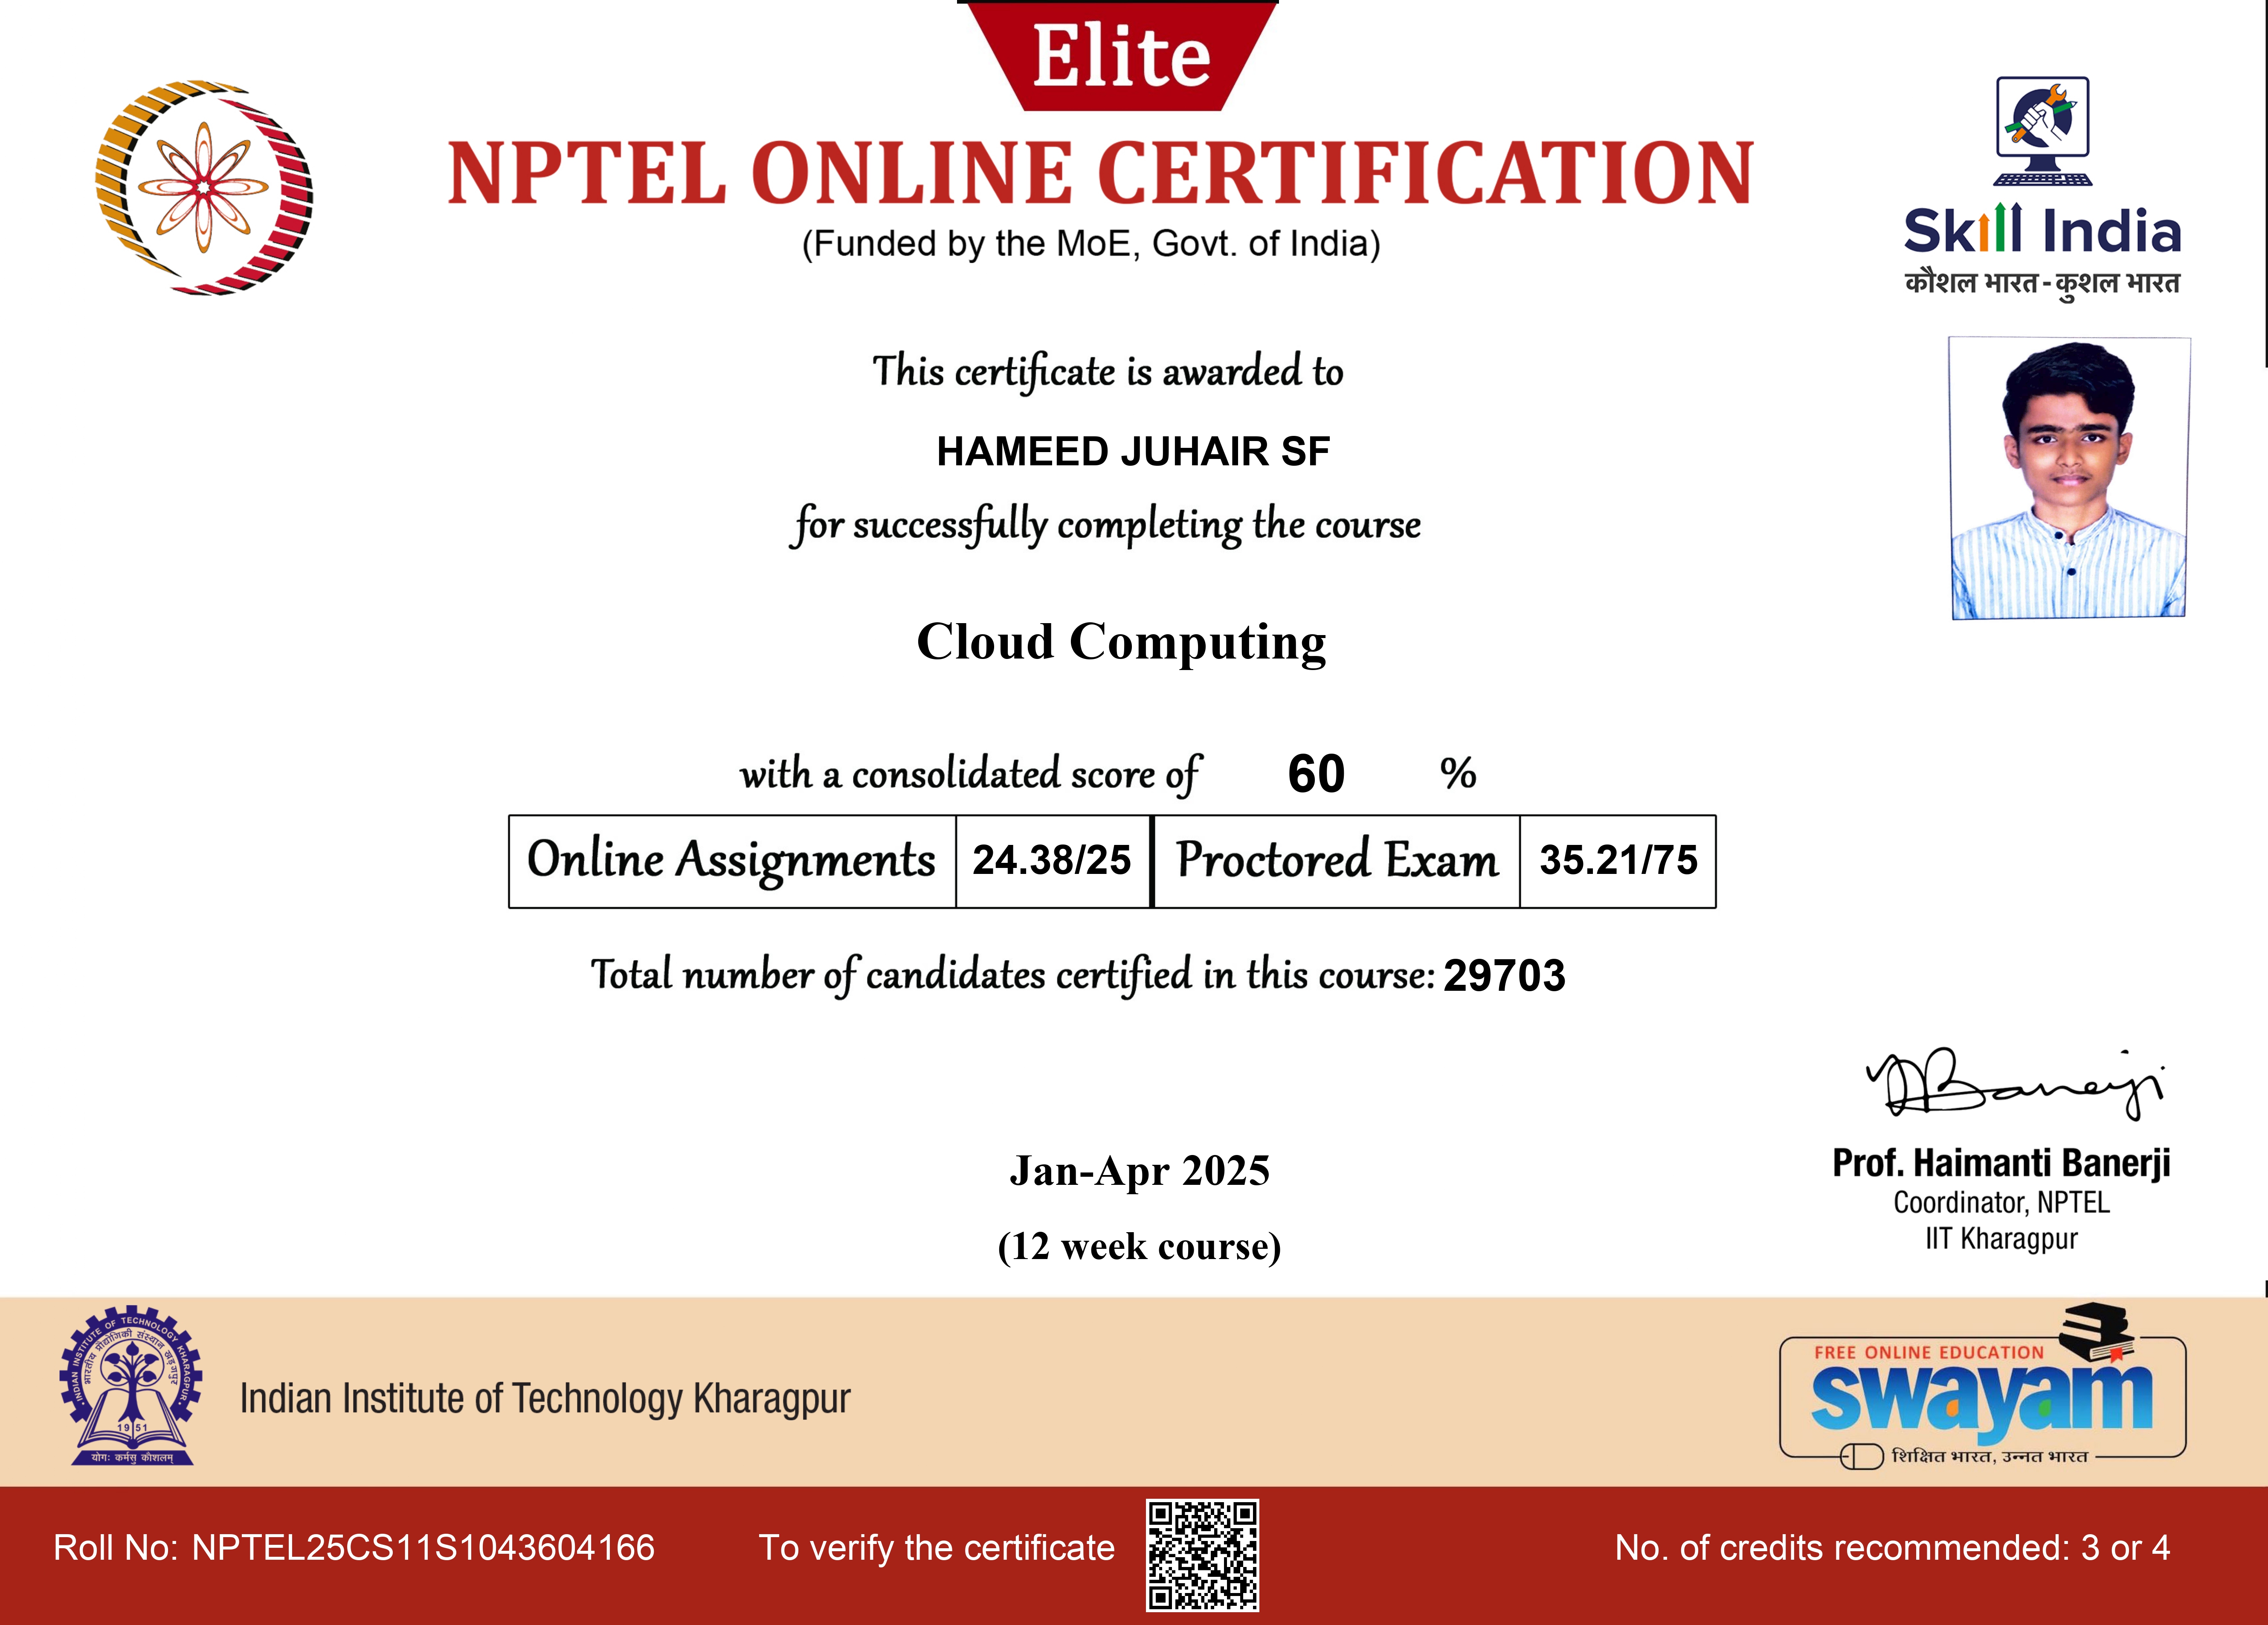 Elite
NPTEL ONLINE CERTIFICATION
(Funded by the MoE, Govt. of India)
Skill India
कौशल भारत - कुशल भारत
This certificate is awarded to
HAMEED JUHAIR SF
for successfully completing the course
Cloud Computing
with a consolidated score of 60 %
Online Assignments 24.38/25 Proctored Exam 35.21/75
Total number of candidates certified in this course: 29703
Banerji
Prof. Haimanti Banerji
Coordinator, NPTEL
IIT Kharagpur
Jan-Apr 2025
(12 week course)
INDIAN INSTITUTE OF TECHNOLOGY KHARAGPUR
भारतीय प्रौद्योगिकी संस्थान खड़गपुर
1951
योगः कर्मसु कौशलम्
Indian Institute of Technology Kharagpur
FREE ONLINE EDUCATION
swayam
शिक्षित भारत, उन्नत भारत
Roll No: NPTEL25CS11S1043604166
To verify the certificate
No. of credits recommended: 3 or 4